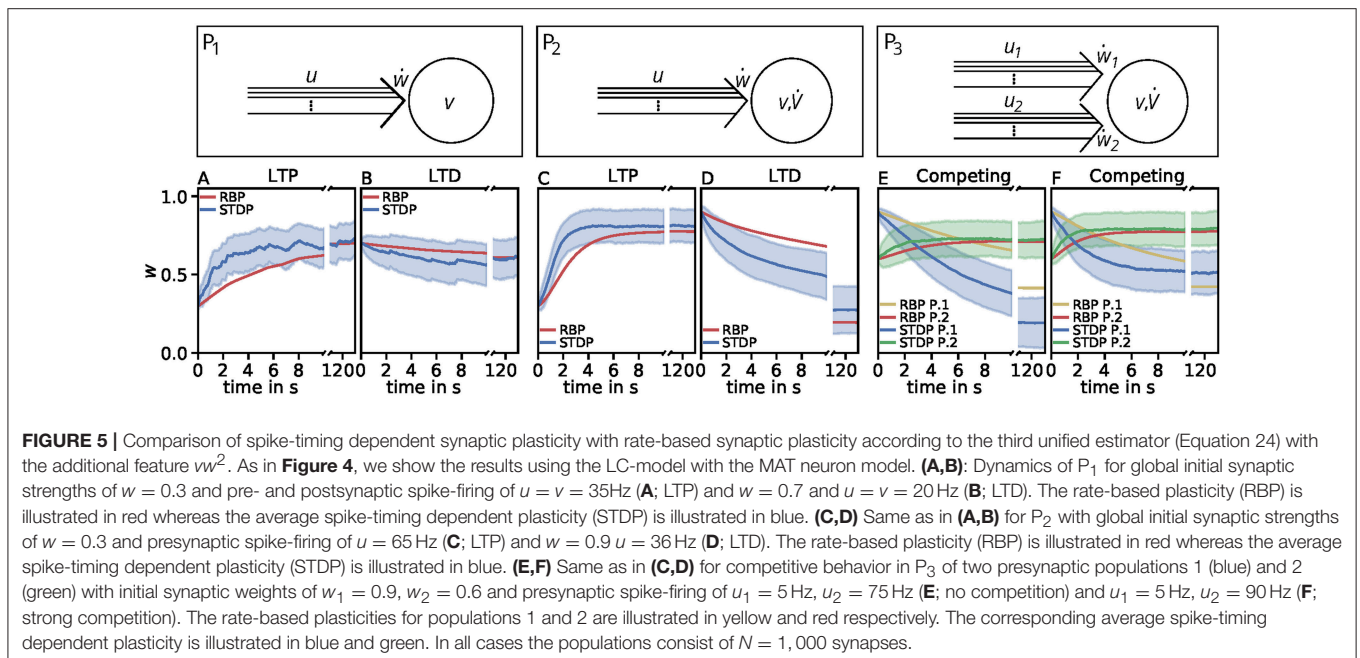 P1
u
ẇ
v
P2
u
ẇ
v,V̇
P3
u1
ẇ1
u2
ẇ2
v,V̇
A LTP
B LTD
C LTP
D LTD
E Competing
F Competing
w
1.0
0.5
0.0
RBP
STDP
RBP
STDP
RBP
STDP
RBP
STDP
RBP P.1
RBP P.2
STDP P.1
STDP P.2
RBP P.1
RBP P.2
STDP P.1
STDP P.2
0 2 4 6 8 120 0 2 4 6 8 120
0 2 4 6 8 120 0 2 4 6 8 120
0 2 4 6 8 120 0 2 4 6 8 120
time in s
time in s
time in s
time in s
time in s
time in s
FIGURE 5 | Comparison of spike-timing dependent synaptic plasticity with rate-based synaptic plasticity according to the third unified estimator (Equation 24) with
the additional feature vw². As in Figure 4, we show the results using the LC-model with the MAT neuron model. (A,B): Dynamics of P1 for global initial synaptic
strengths of w = 0.3 and pre- and postsynaptic spike-firing of u = v = 35Hz (A; LTP) and w = 0.7 and u = v = 20 Hz (B; LTD). The rate-based plasticity (RBP) is
illustrated in red whereas the average spike-timing dependent plasticity (STDP) is illustrated in blue. (C,D) Same as in (A,B) for P2 with global initial synaptic strengths
of w = 0.3 and presynaptic spike-firing of u = 65 Hz (C; LTP) and w = 0.9 u = 36 Hz (D; LTD). The rate-based plasticity (RBP) is illustrated in red whereas the average
spike-timing dependent plasticity (STDP) is illustrated in blue. (E,F) Same as in (C,D) for competitive behavior in P3 of two presynaptic populations 1 (blue) and 2
(green) with initial synaptic weights of w1 = 0.9, w2 = 0.6 and presynaptic spike-firing of u1 = 5 Hz, u2 = 75 Hz (E; no competition) and u1 = 5 Hz, u2 = 90 Hz (F;
strong competition). The rate-based plasticities for populations 1 and 2 are illustrated in yellow and red respectively. The corresponding average spike-timing
dependent plasticity is illustrated in blue and green. In all cases the populations consist of N = 1, 000 synapses.